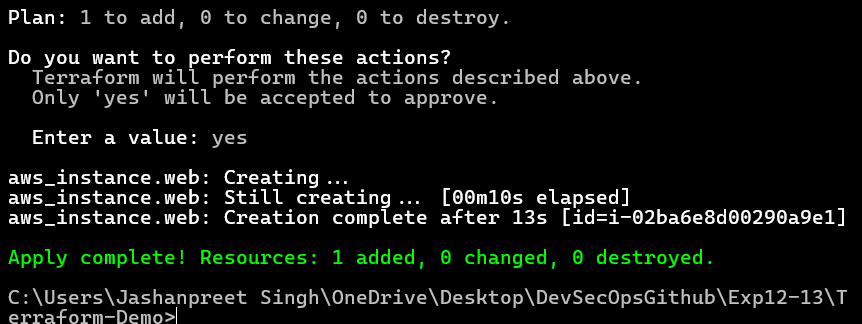 Plan: 1 to add, 0 to change, 0 to destroy.
Do you want to perform these actions?
Terraform will perform the actions described above.
Only 'yes' will be accepted to approve.
Enter a value: yes
aws_instance.web: Creating...
aws_instance.web: Still creating... [00m10s elapsed]
aws_instance.web: Creation complete after 13s [id=i-02ba6e8d00290a9e1]
Apply complete! Resources: 1 added, 0 changed, 0 destroyed.
C:\Users\Jashanpreet Singh\OneDrive\Desktop\DevSecOpsGithub\Exp12-13\T
erraform-Demo>